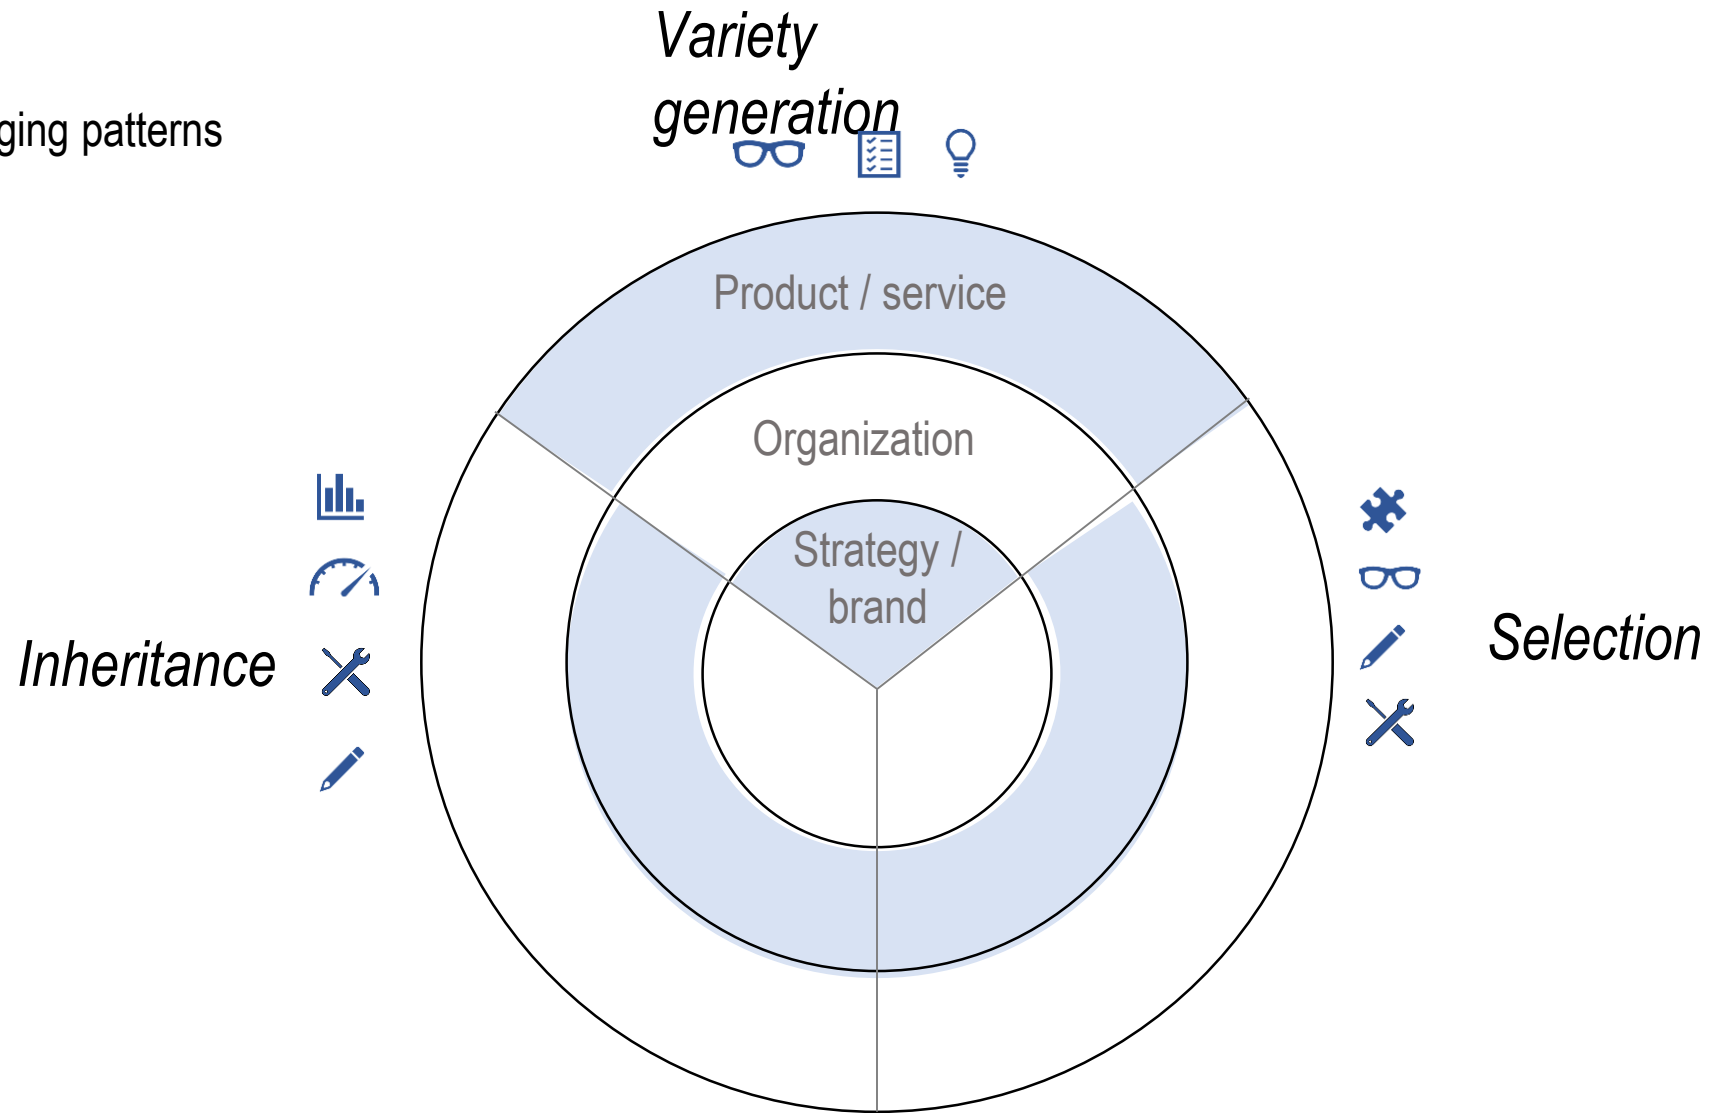 Variety
generation
ging patterns
Product / service
Organization
Strategy /
brand
Inheritance
Selection